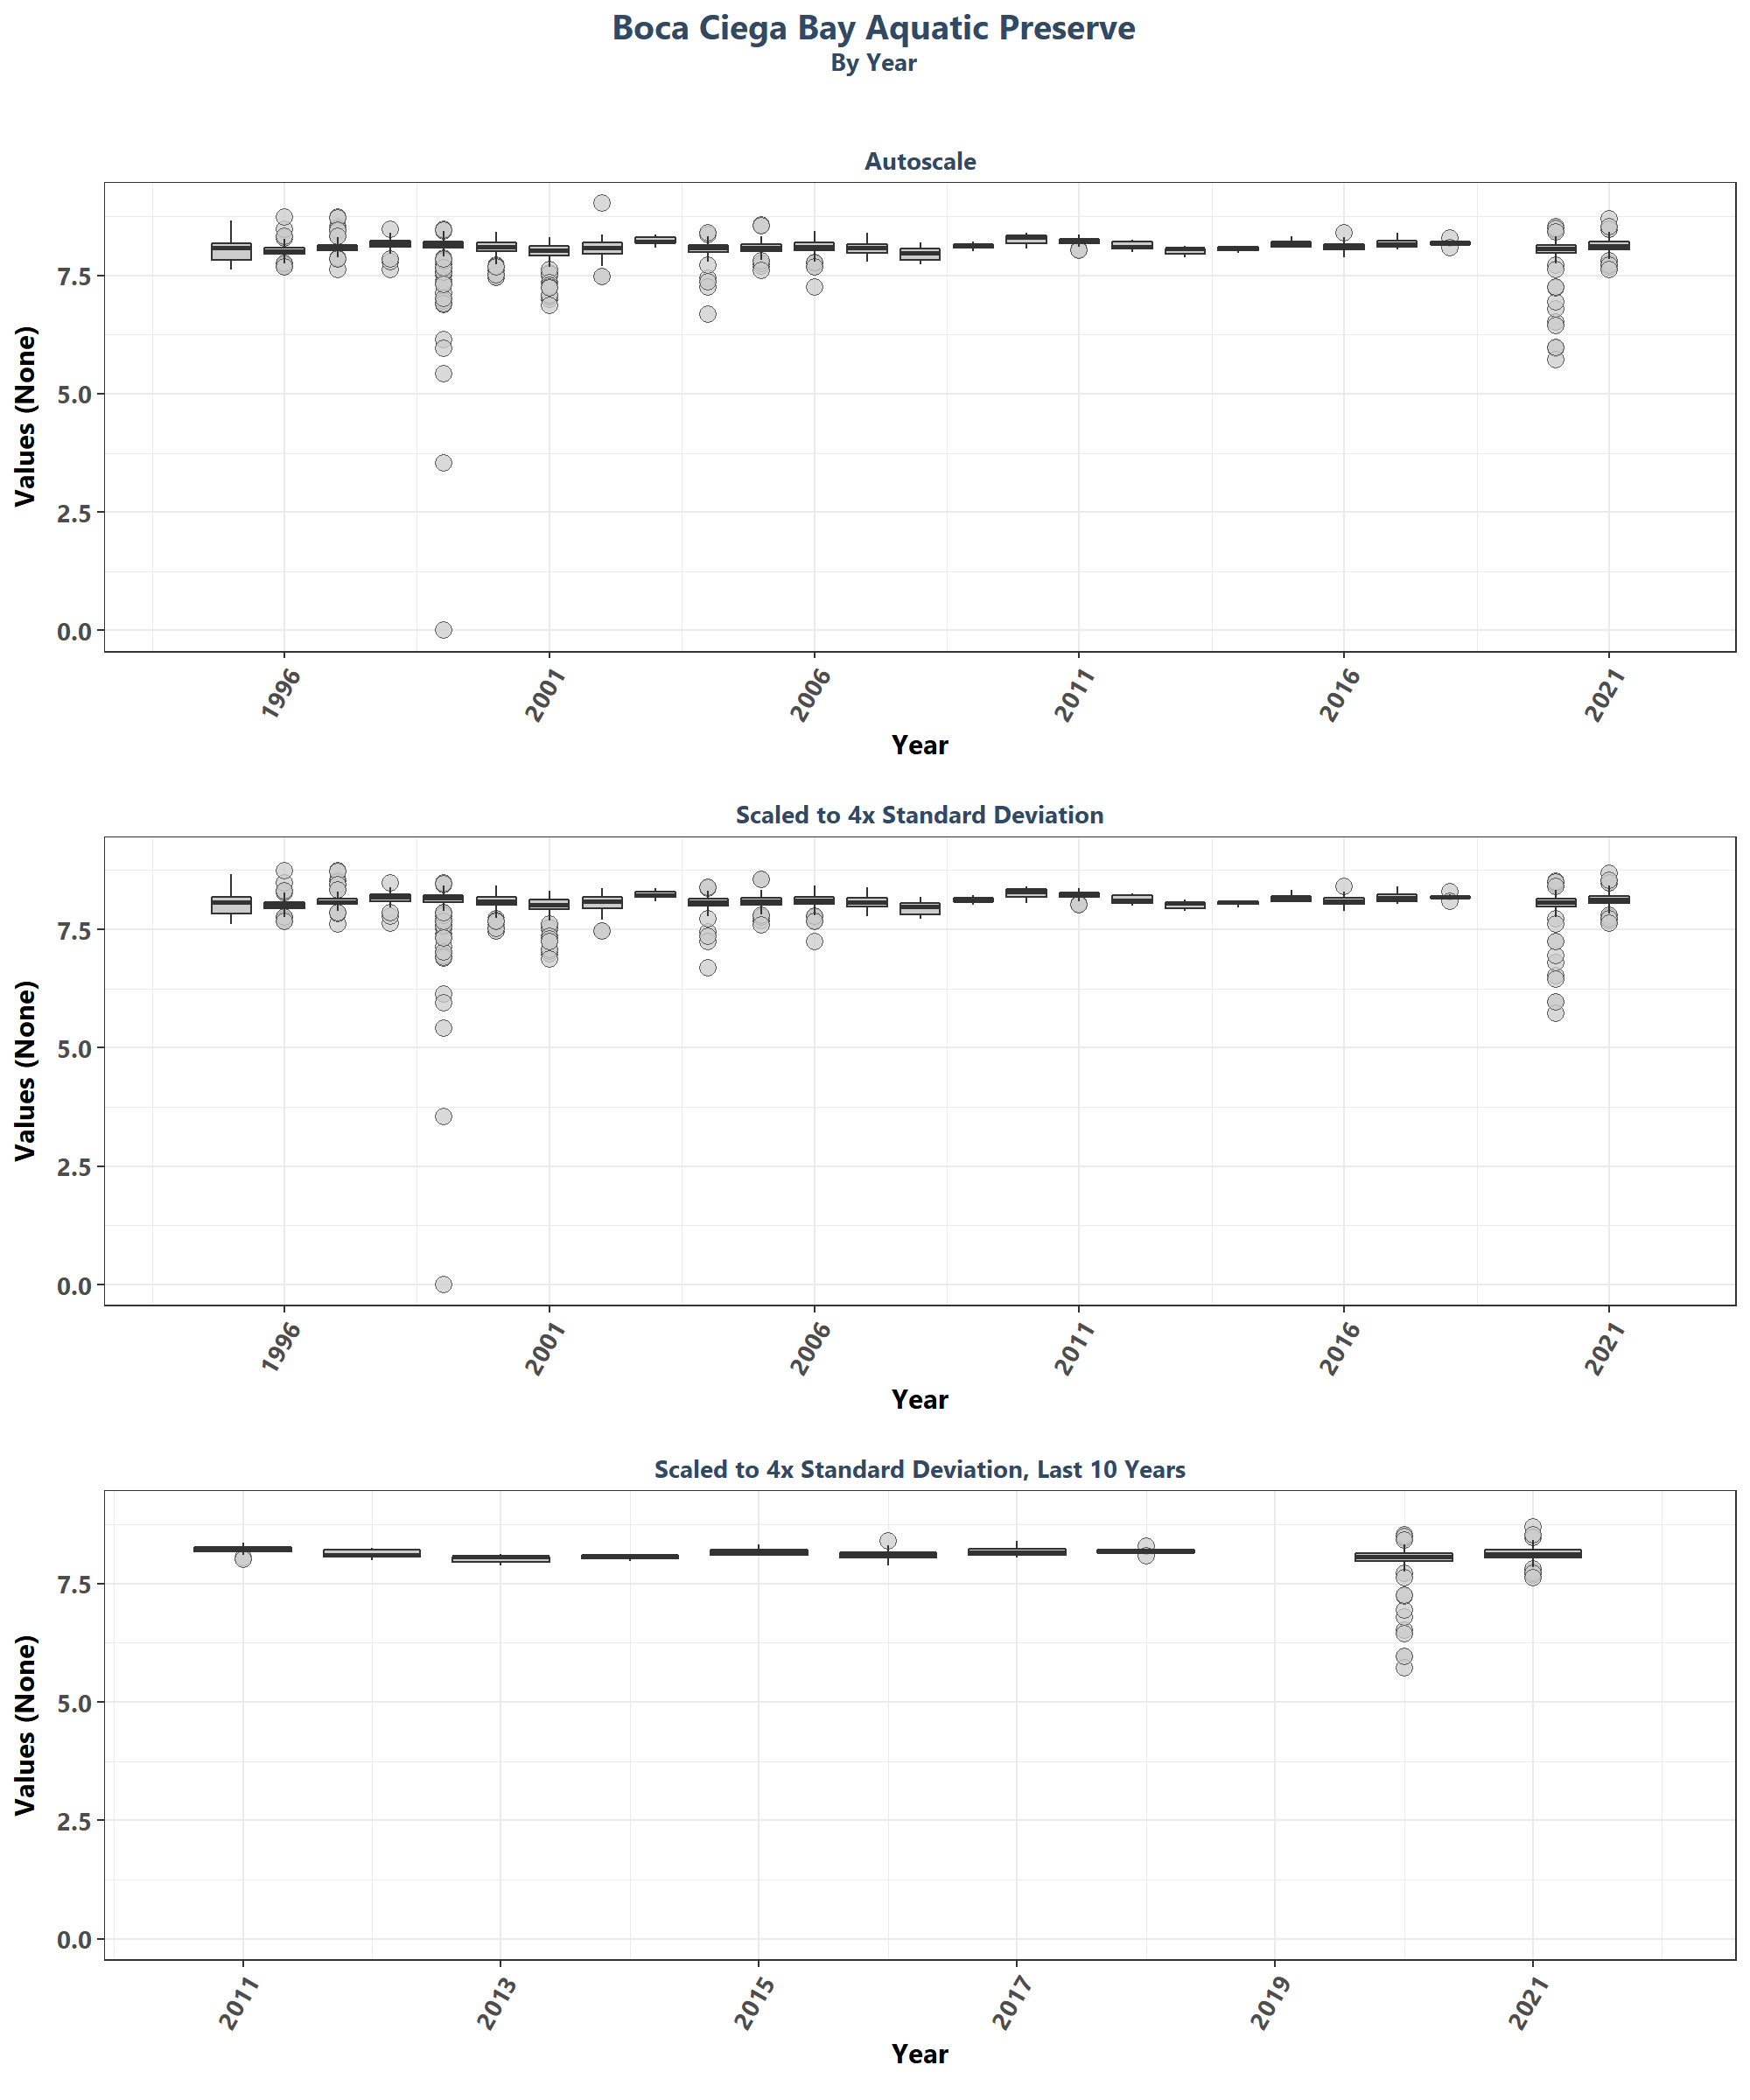 Boca Ciega Bay Aquatic Preserve
By Year
Autoscale
Values (None)
7.5
5.0
2.5
0.0
1996 2001 2006 2011 2016 2021
Year
Scaled to 4x Standard Deviation
Values (None)
7.5
5.0
2.5
0.0
1996 2001 2006 2011 2016 2021
Year
Scaled to 4x Standard Deviation, Last 10 Years
Values (None)
7.5
5.0
2.5
0.0
2011 2013 2015 2017 2019 2021
Year